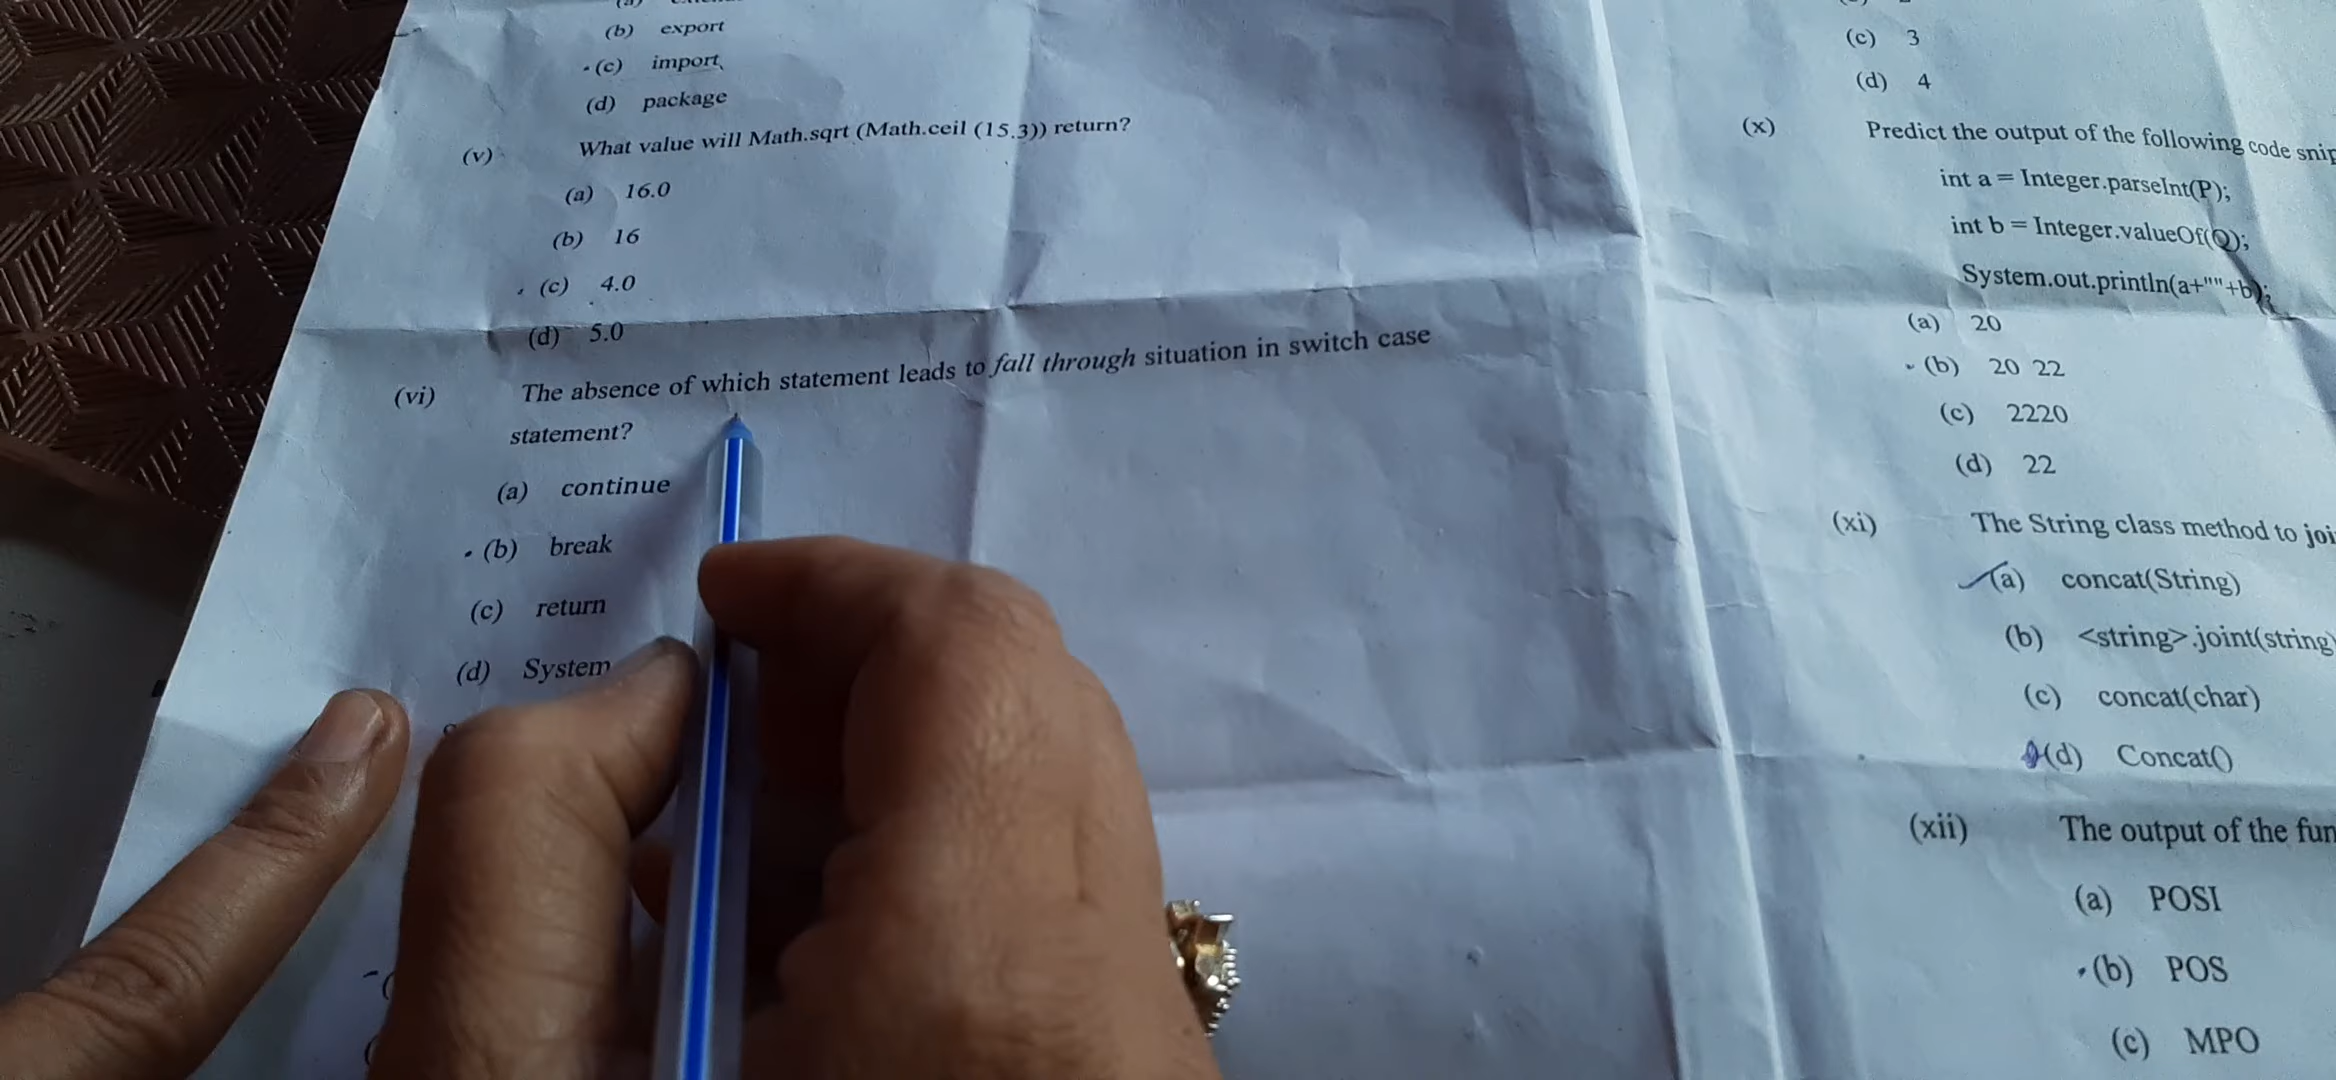 (b) export
(c) import
(d) package
(v) What value will Math.sqrt (Math.ceil (15.3)) return?
(a) 16.0
(b) 16
(c) 4.0
(d) 5.0
(vi) The absence of which statement leads to fall through situation in switch case
statement?
(a) continue
(b) break
(c) return
(d) System
(c) 3
(d) 4
(x) Predict the output of the following code
int a = Integer.parseInt(P);
int b = Integer.valueOf(Q);
System.out.println(a+""+b);
(a) 20
(b) 20 22
(c) 2220
(d) 22
(xi) The String class method to
(a) concat(String)
(b) <string>.joint(string)
(c) concat(char)
(d) Concat()
(xii) The output of the
(a) POSI
(b) POS
(c) MPO